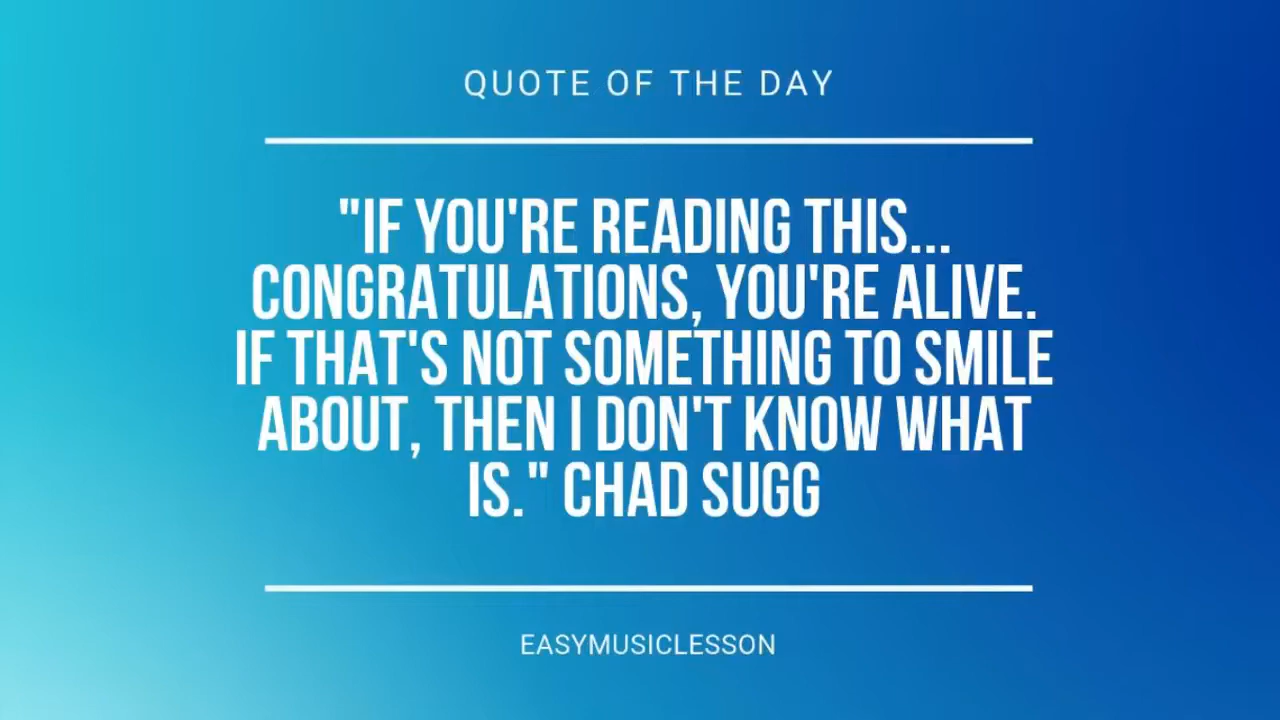 QUOTE OF THE DAY
"IF YOU'RE READING THIS...
CONGRATULATIONS, YOU'RE ALIVE.
IF THAT'S NOT SOMETHING TO SMILE
ABOUT, THEN I DON'T KNOW WHAT
IS." CHAD SUGG
EASYMUSICLESSON